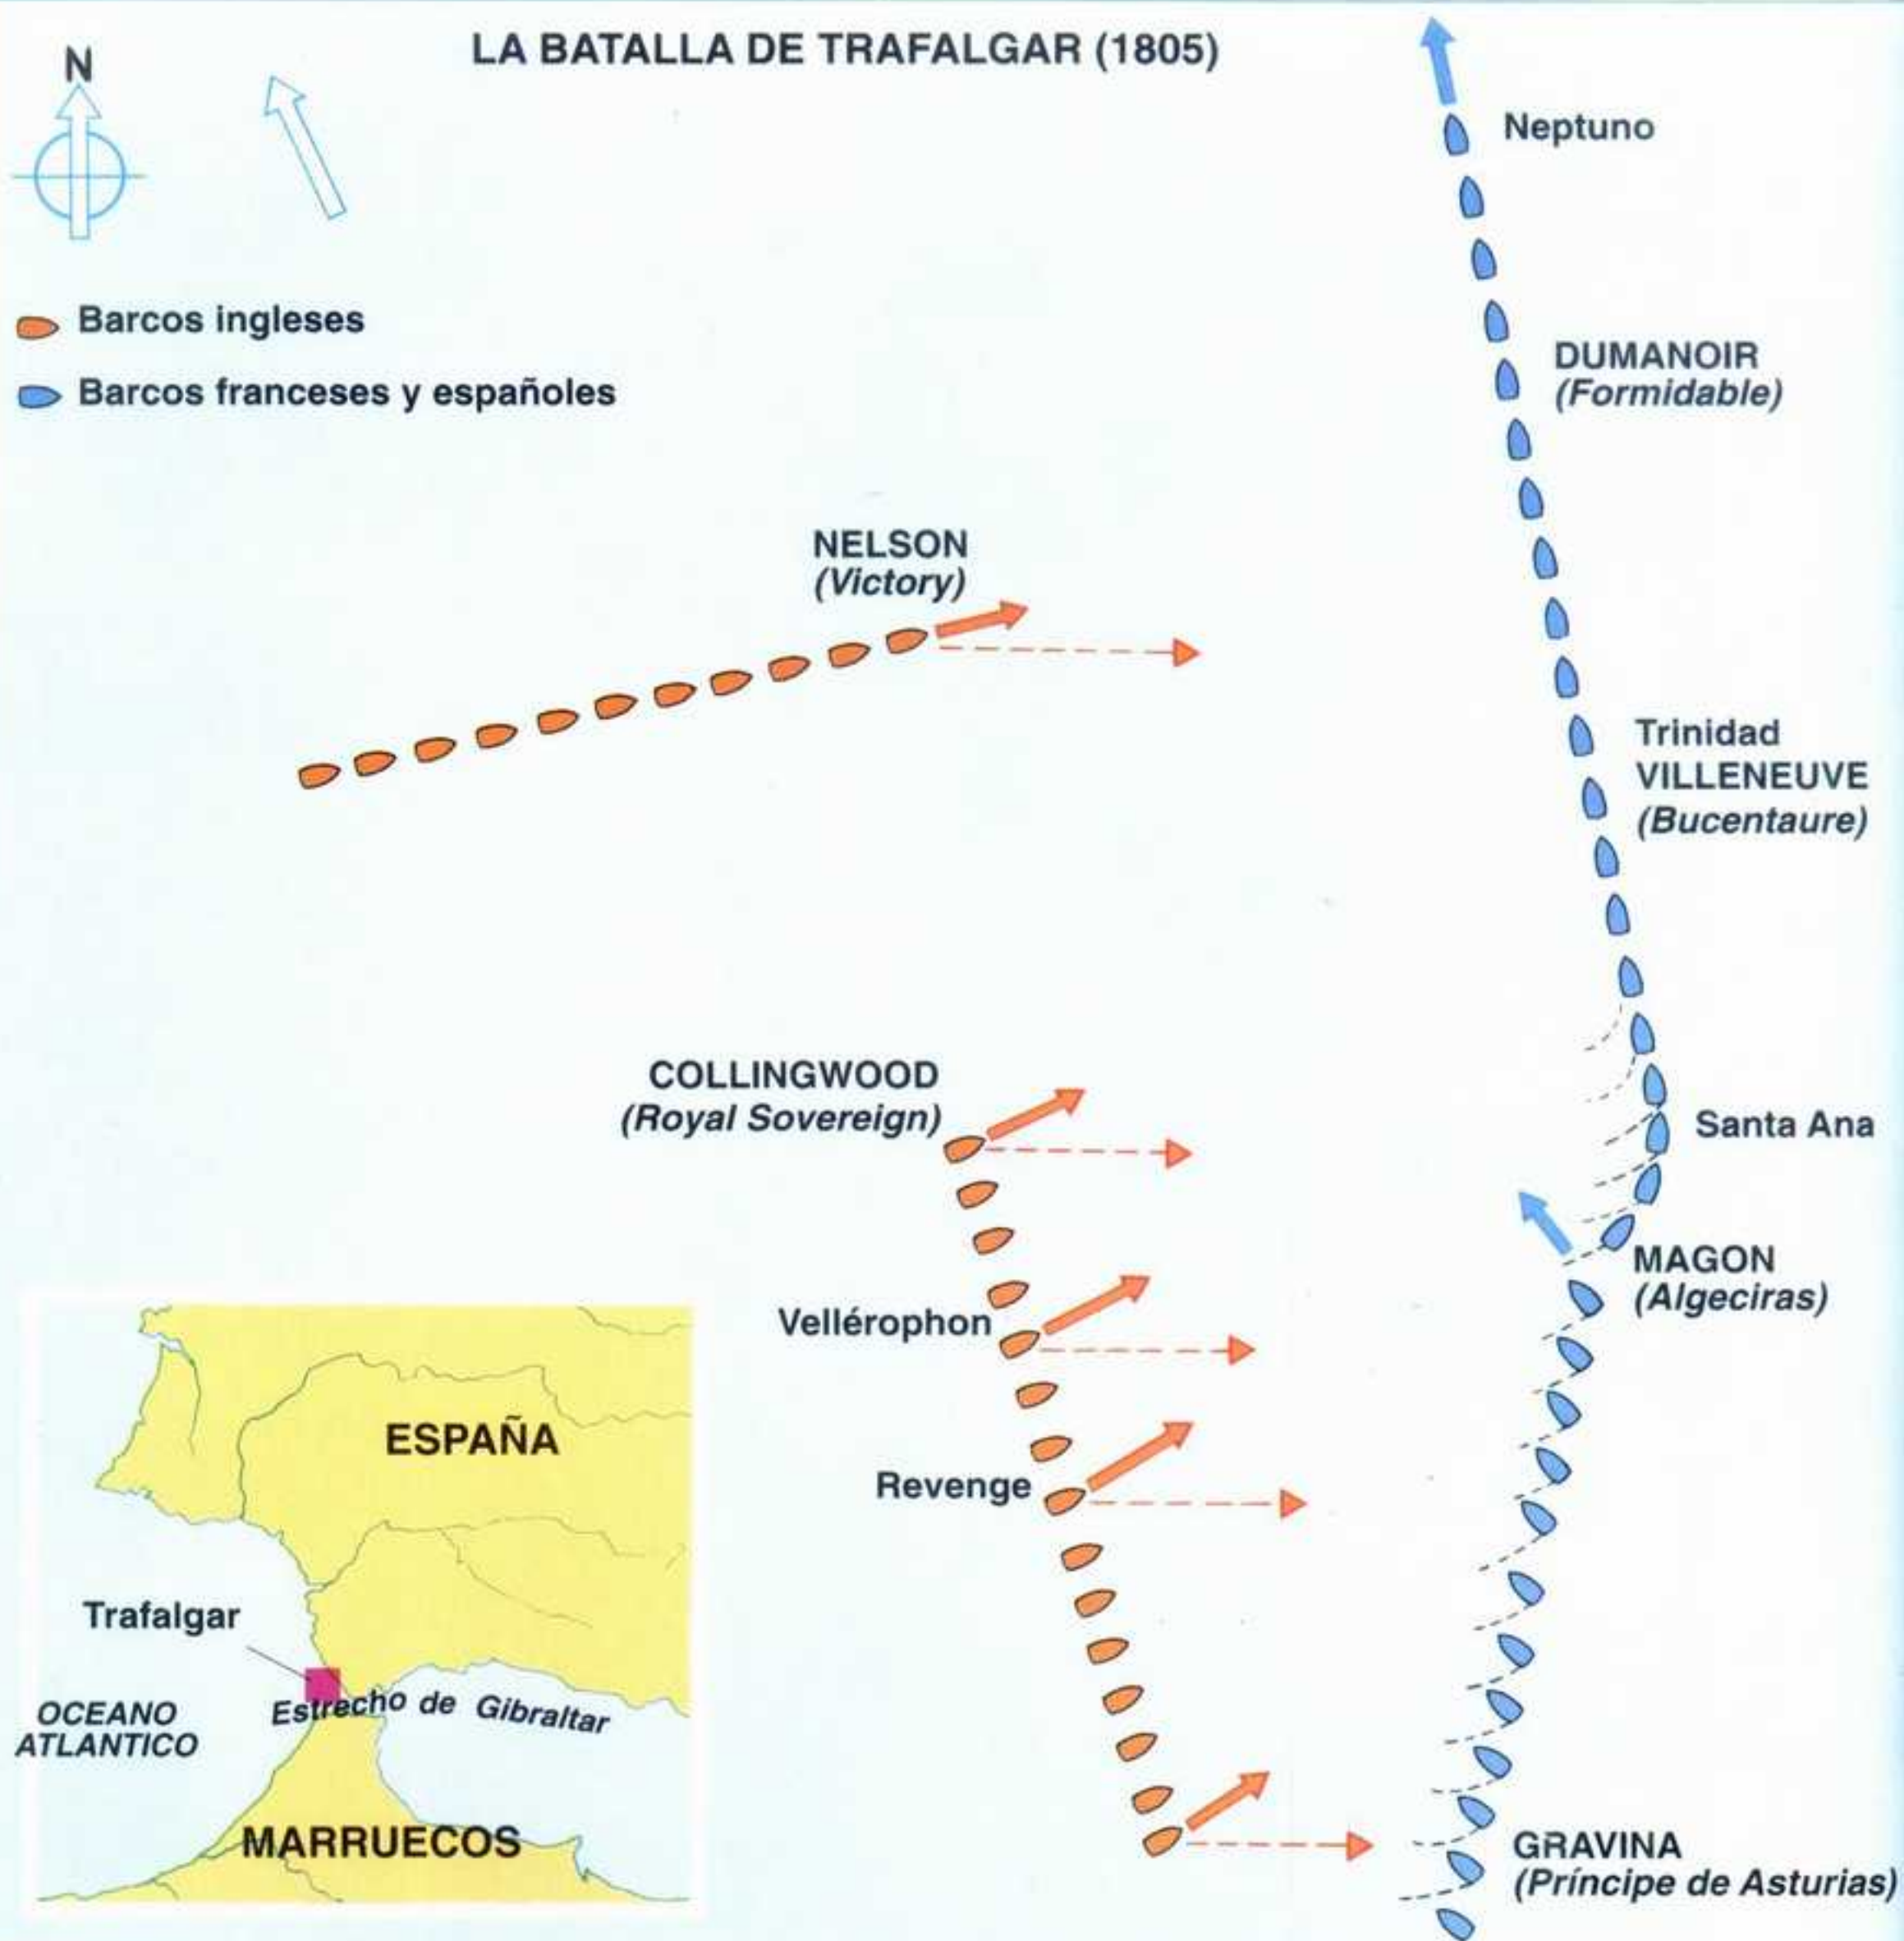 LA BATALLA DE TRAFALGAR (1805)
N
Barcos ingleses
Barcos franceses y españoles
Neptuno
DUMANOIR
(Formidable)
NELSON
(Victory)
Trinidad
VILLENEUVE
(Bucentaure)
COLLINGWOOD
(Royal Sovereign)
Santa Ana
MAGON
(Algeciras)
Vellérophon
Revenge
GRAVINA
(Príncipe de Asturias)
ESPAÑA
Trafalgar
OCEANO
ATLANTICO
Estrecho de Gibraltar
MARRUECOS